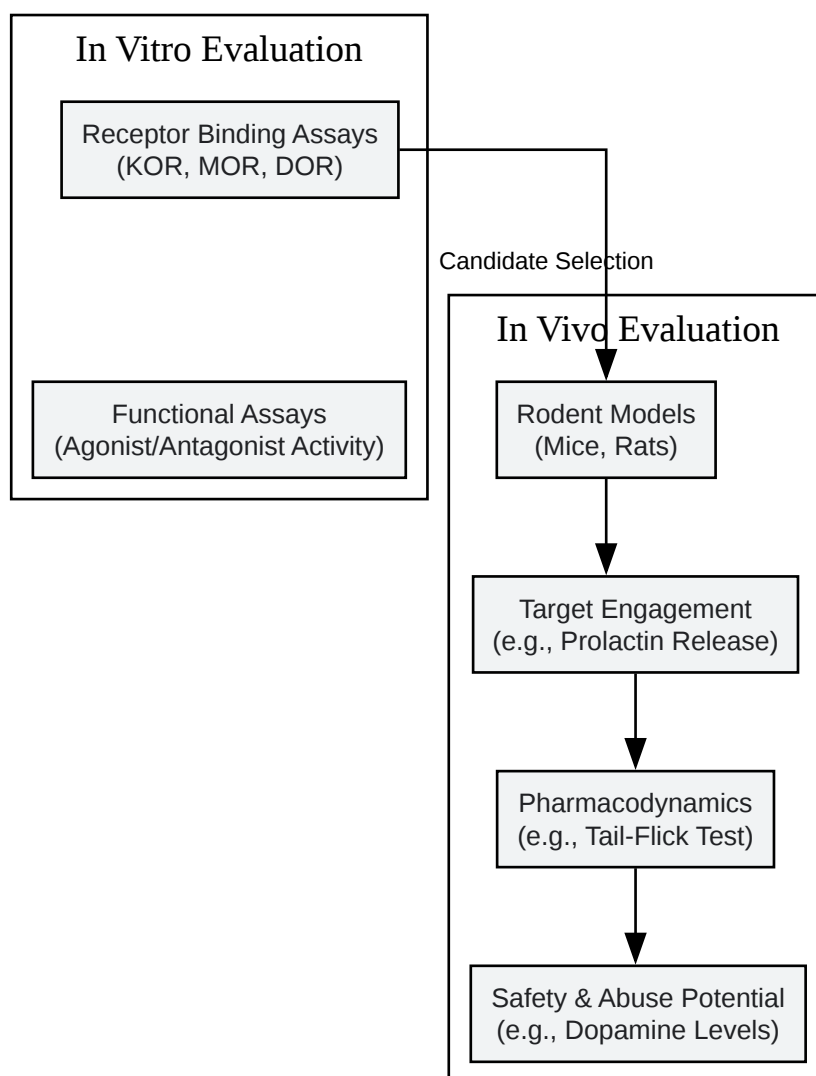 In Vitro Evaluation
Receptor Binding Assays
(KOR, MOR, DOR)
Functional Assays
(Agonist/Antagonist Activity)
Candidate Selection
In Vivo Evaluation
Rodent Models
(Mice, Rats)
Target Engagement
(e.g., Prolactin Release)
Pharmacodynamics
(e.g., Tail-Flick Test)
Safety & Abuse Potential
(e.g., Dopamine Levels)